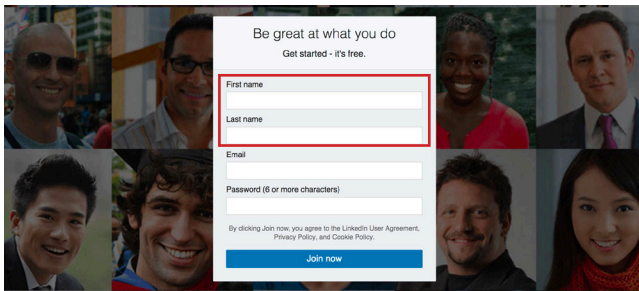 Be great at what you do
Get started - it's free.
First name
Last name
Email
Password (6 or more characters)
By clicking Join now, you agree to the LinkedIn User Agreement,
Privacy Policy, and Cookie Policy.
Join now